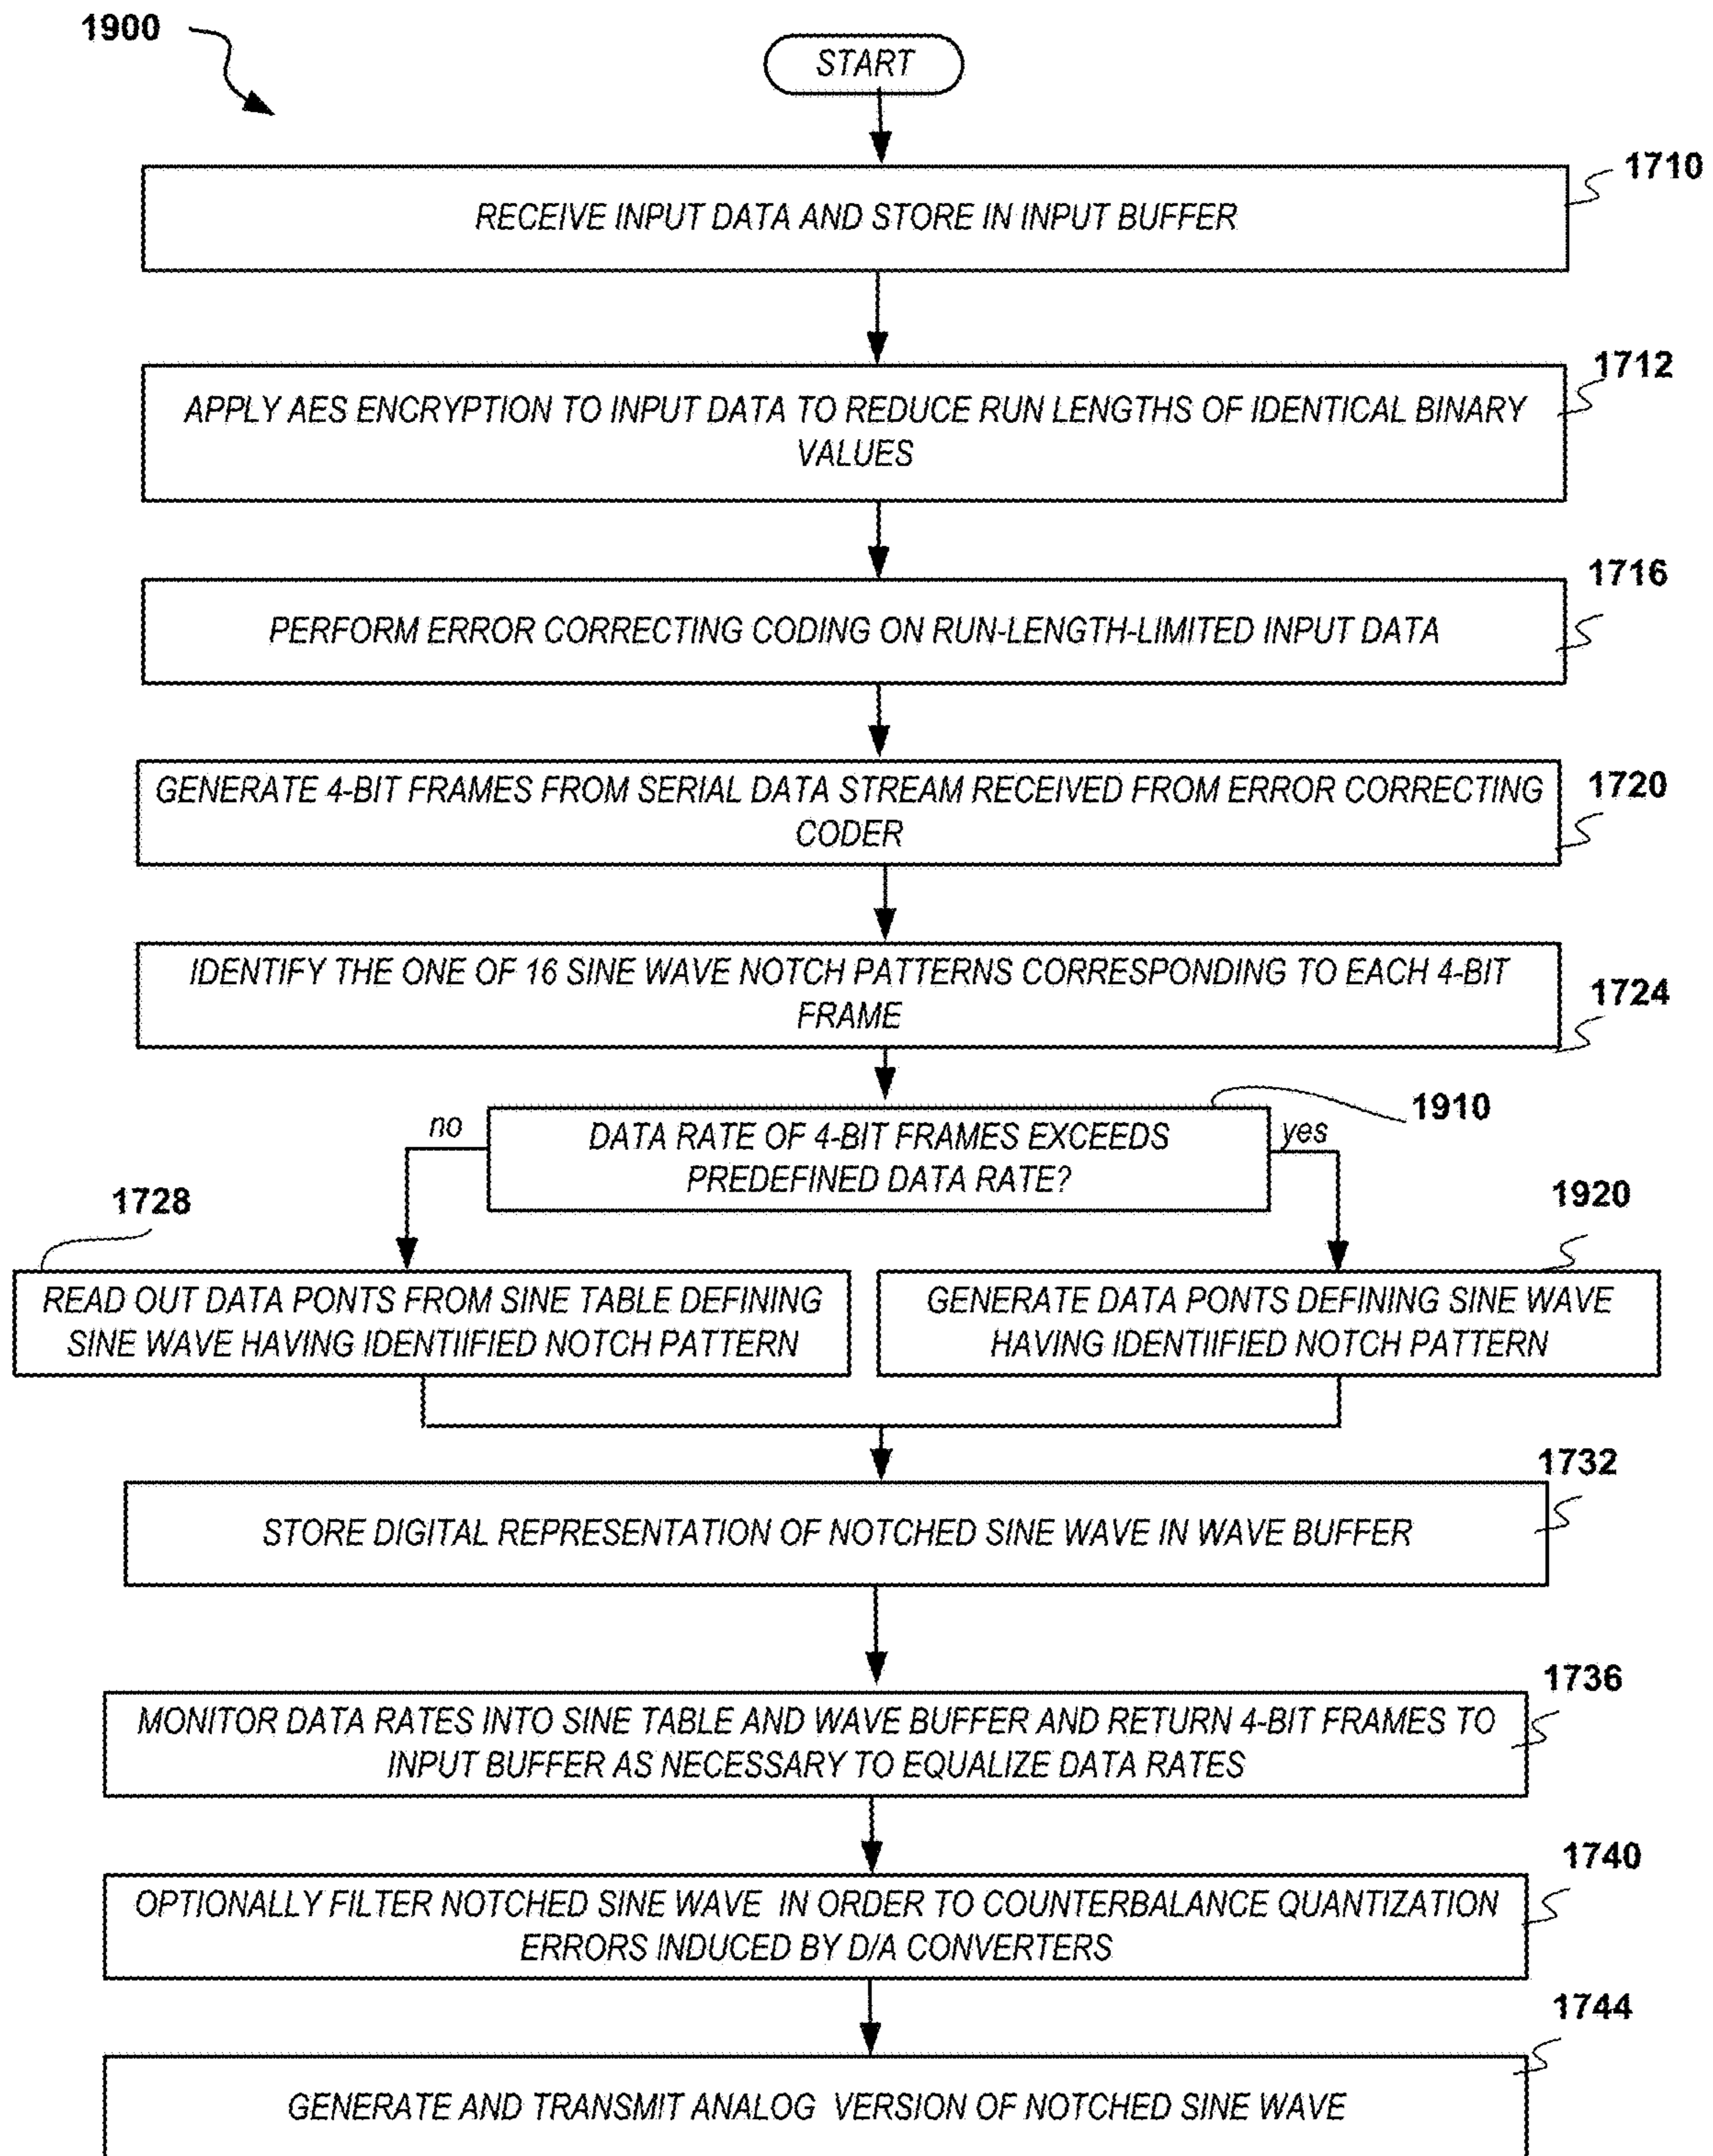 1900
START
1710
RECEIVE INPUT DATA AND STORE IN INPUT BUFFER
1712
APPLY AES ENCRYPTION TO INPUT DATA TO REDUCE RUN LENGTHS OF IDENTICAL BINARY
VALUES
1716
PERFORM ERROR CORRECTING CODING ON RUN-LENGTH-LIMITED INPUT DATA
1720
GENERATE 4-BIT FRAMES FROM SERIAL DATA STREAM RECEIVED FROM ERROR CORRECTING
CODER
IDENTIFY THE ONE OF 16 SINE WAVE NOTCH PATTERNS CORRESPONDING TO EACH 4-BIT
FRAME
1724
1910
no
DATA RATE OF 4-BIT FRAMES EXCEEDS
PREDEFINED DATA RATE?
yes
1728
1920
READ OUT DATA PONTS FROM SINE TABLE DEFINING
SINE WAVE HAVING IDENTIIFIED NOTCH PATTERN
GENERATE DATA PONTS DEFINING SINE WAVE
HAVING IDENTIIFIED NOTCH PATTERN
1732
STORE DIGITAL REPRESENTATION OF NOTCHED SINE WAVE IN WAVE BUFFER
1736
MONITOR DATA RATES INTO SINE TABLE AND WAVE BUFFER AND RETURN 4-BIT FRAMES TO
INPUT BUFFER AS NECESSARY TO EQUALIZE DATA RATES
1740
OPTIONALLY FILTER NOTCHED SINE WAVE IN ORDER TO COUNTERBALANCE QUANTIZATION
ERRORS INDUCED BY D/A CONVERTERS
1744
GENERATE AND TRANSMIT ANALOG VERSION OF NOTCHED SINE WAVE